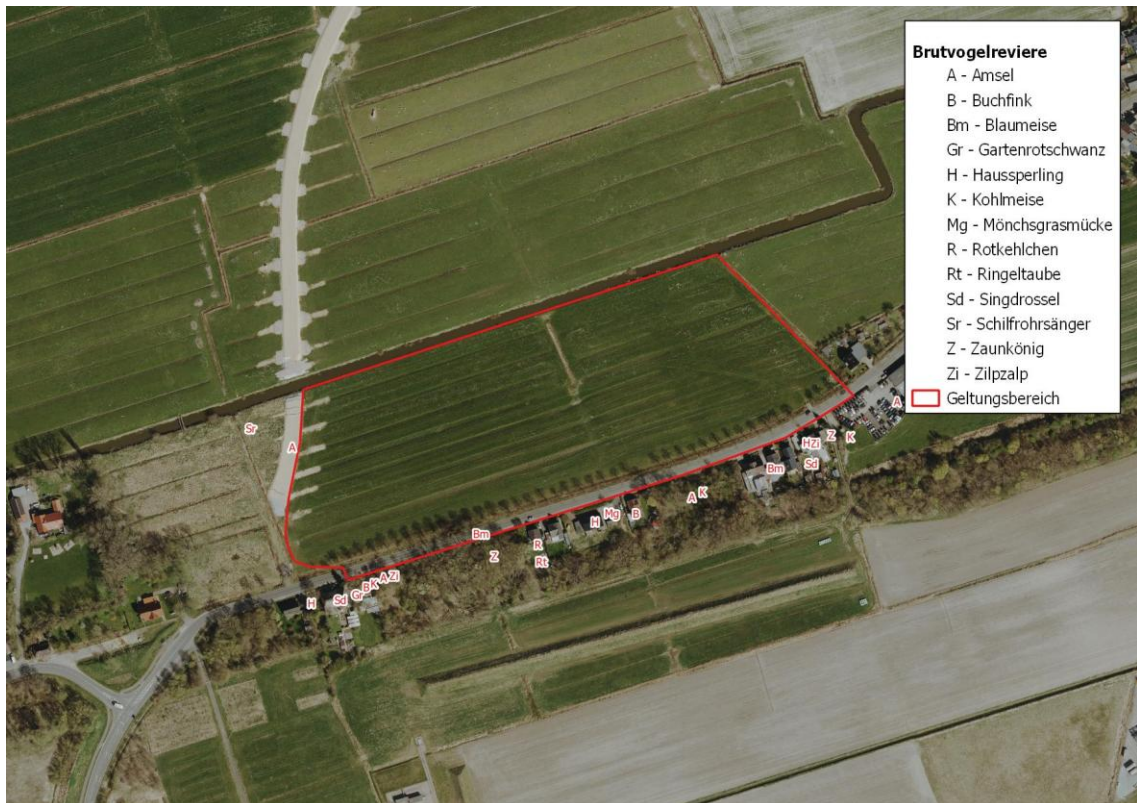 Brutvogelreviere
A - Amsel
B - Buchfink
Bm - Blaumeise
Gr - Gartenrotschwanz
H - Haussperling
K - Kohlmeise
Mg - Mönchsgrasmücke
R - Rotkehlchen
Rt - Ringeltaube
Sd - Singdrossel
Sr - Schilfrohrsänger
Z - Zaunkönig
Zi - Zilpzalp
Geltungsbereich
A
Sr
A
Z
K
HZi
Sd
Bm
K
A
Mg
B
H
Bm
R
Z
Rt
Zi
A
K
B
Gr
Sd
H